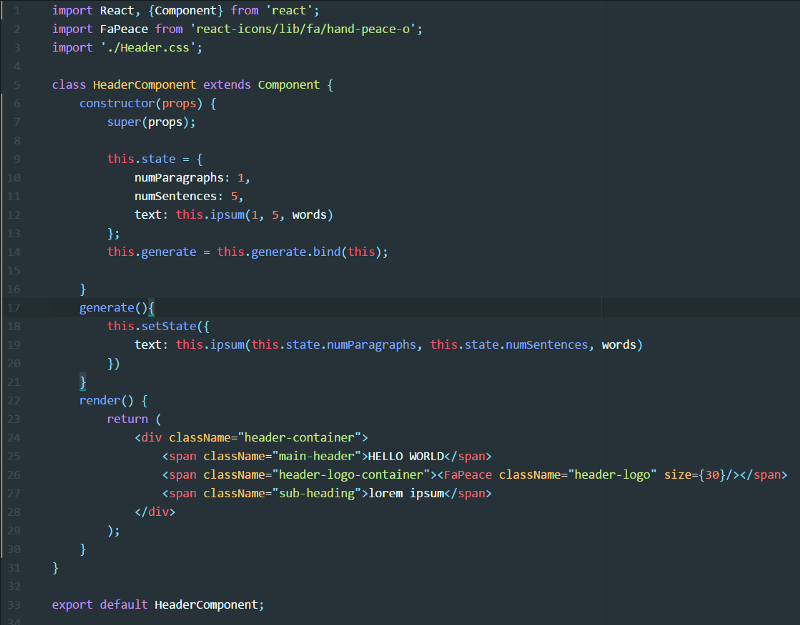 1 import React, {Component} from 'react';
2 import FaPeace from 'react-icons/lib/fa/hand-peace-o';
3 import './Header.css';
4
5 class HeaderComponent extends Component {
6     constructor(props) {
7         super(props);
8
9         this.state = {
10             numParagraphs: 1,
11             numSentences: 5,
12             text: this.ipsum(1, 5, words)
13         };
14         this.generate = this.generate.bind(this);
15
16     }
17     generate(){
18         this.setState({
19             text: this.ipsum(this.state.numParagraphs, this.state.numSentences, words)
20         })
21     }
22     render() {
23         return (
24             <div className="header-container">
25                 <span className="main-header">HELLO WORLD</span>
26                 <span className="header-logo-container"><FaPeace className="header-logo" size={30}/></span>
27                 <span className="sub-heading">lorem ipsum</span>
28             </div>
29         );
30     }
31 }
32
33 export default HeaderComponent;
34